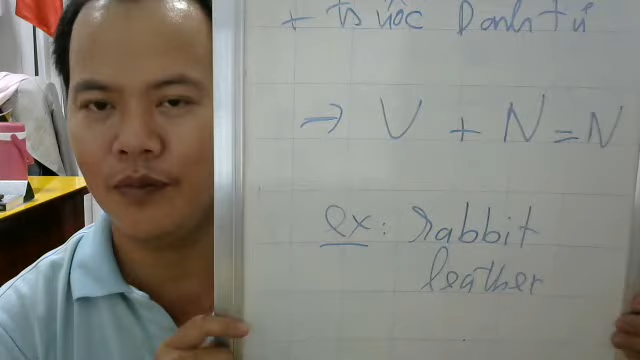 + trước Danh từ
→ V + N = N
ex: rabbit
leather